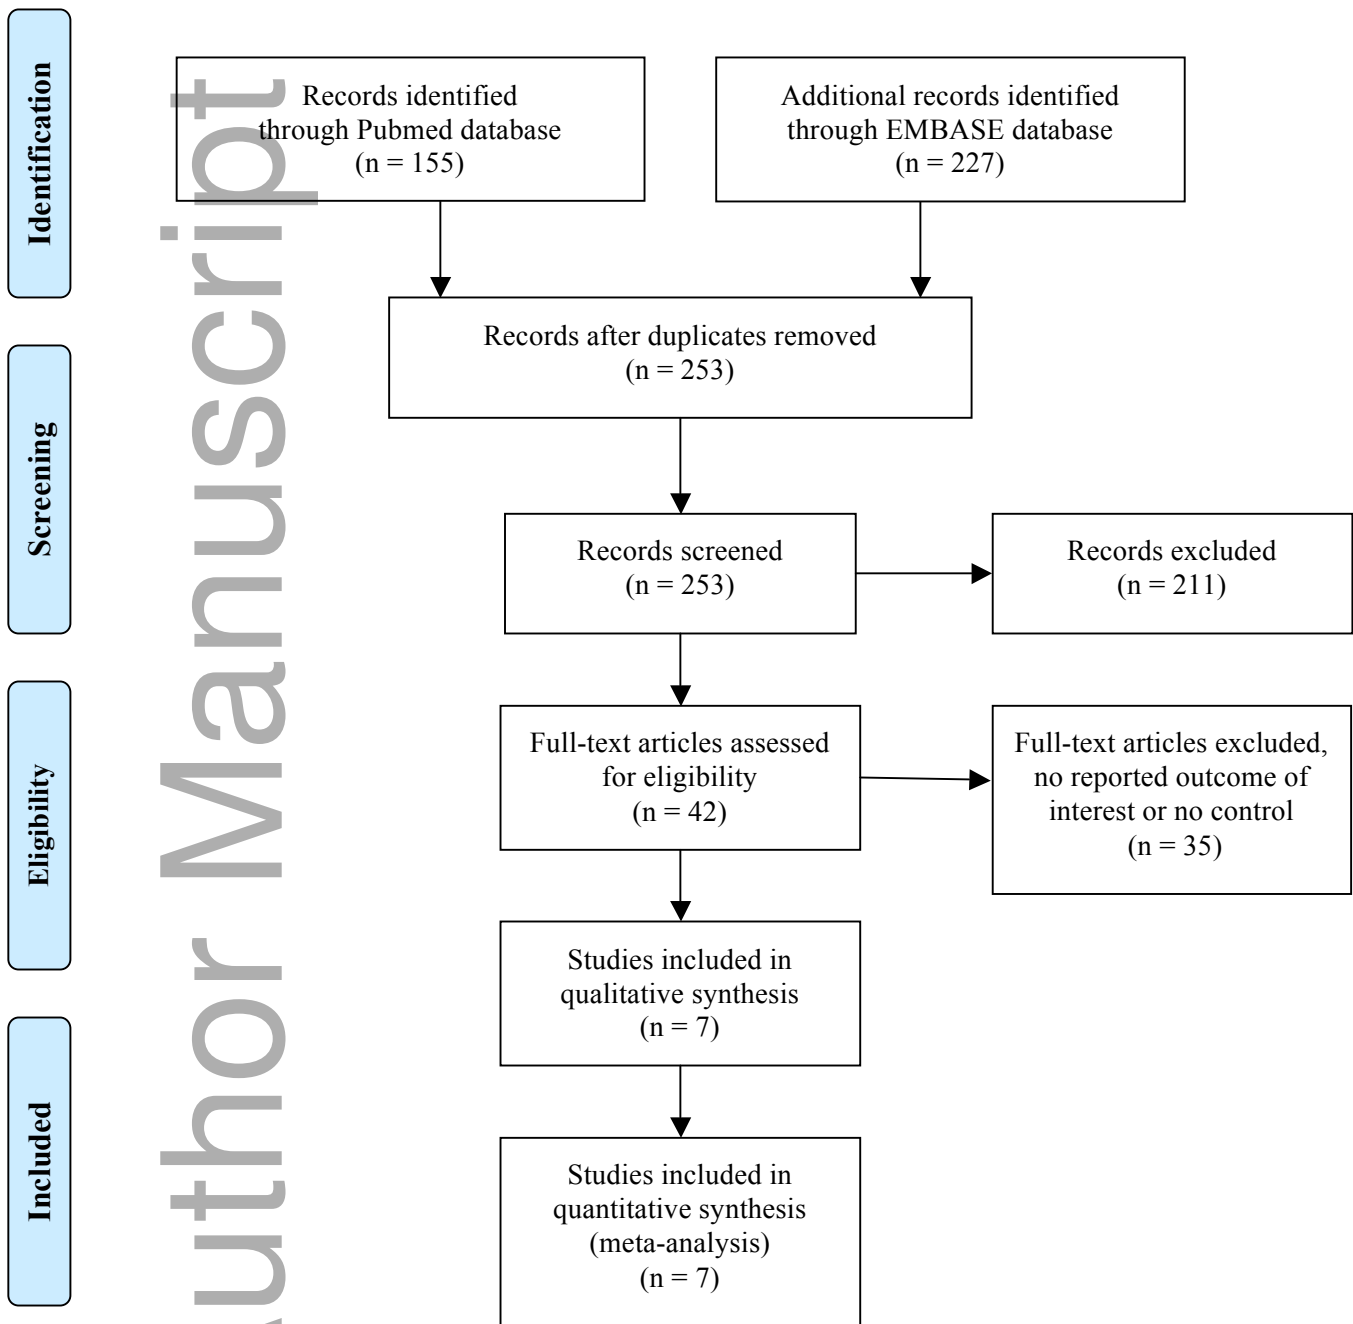 Identification
Records identified
through Pubmed database
(n = 155)
Additional records identified
through EMBASE database
(n = 227)
Records after duplicates removed
(n = 253)
Screening
Records screened
(n = 253)
Records excluded
(n = 211)
Eligibility
Full-text articles assessed
for eligibility
(n = 42)
Full-text articles excluded,
no reported outcome of
interest or no control
(n = 35)
Studies included in
qualitative synthesis
(n = 7)
Included
Studies included in
quantitative synthesis
(meta-analysis)
(n = 7)
Author Manuscript